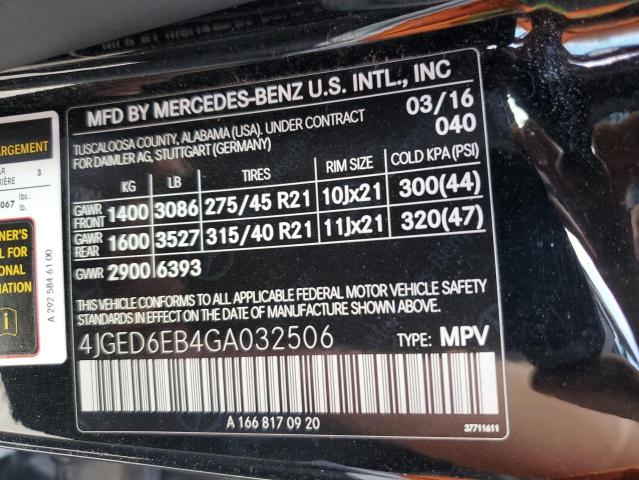 MFD BY MERCEDES-BENZ U.S. INTL., INC
TUSCALOOSA COUNTY, ALABAMA (USA). UNDER CONTRACT 03/16
FOR DAIMLER AG, STUTTGART (GERMANY) 040
KG LB TIRES RIM SIZE COLD KPA(PSI)
GAWR FRONT 1400 3086 275/45 R21 10Jx21 300(44)
GAWR REAR 1600 3527 315/40 R21 11Jx21 320(47)
GVWR 2900 6393
THIS VEHICLE CONFORMS TO ALL APPLICABLE FEDERAL MOTOR VEHICLE SAFETY
STANDARDS IN EFFECT ON THE DATE OF MANUFACTURE SHOWN ABOVE.
4JGED6EB4GA032506 TYPE: MPV
A 166 817 09 20 37711611
ARGEMENT
3
067 lbs.
lb.
A 292 584 61 00